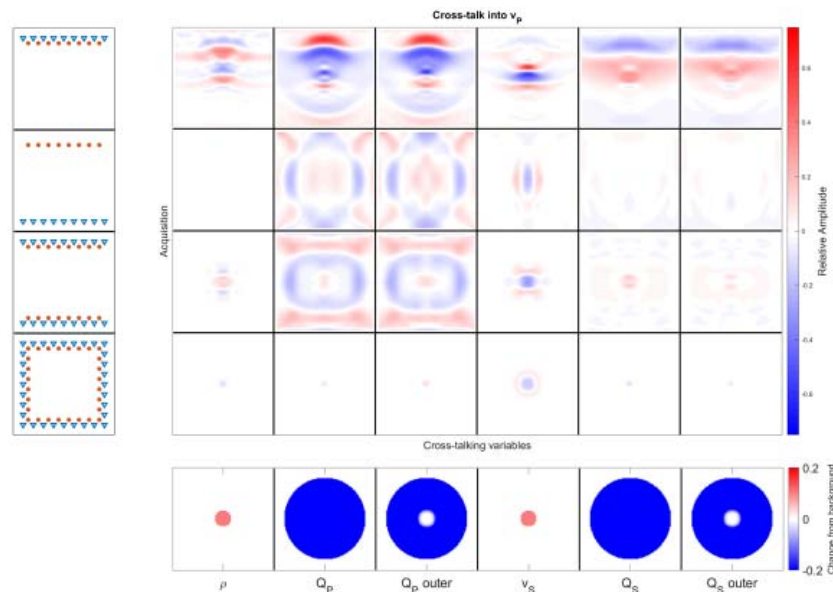 Cross-talk into v_P
Acquisition
0.6
0.4
0.2
0
-0.2
-0.4
-0.6
Relative Amplitude
Cross-talking variables
0.2
0
-0.2
Change from background
ρ
Q_P
Q_P outer
v_S
Q_S
Q_S outer